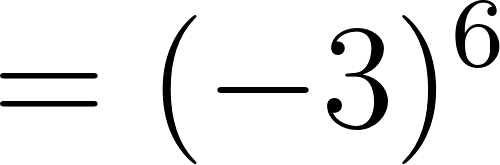 = (−3)⁶